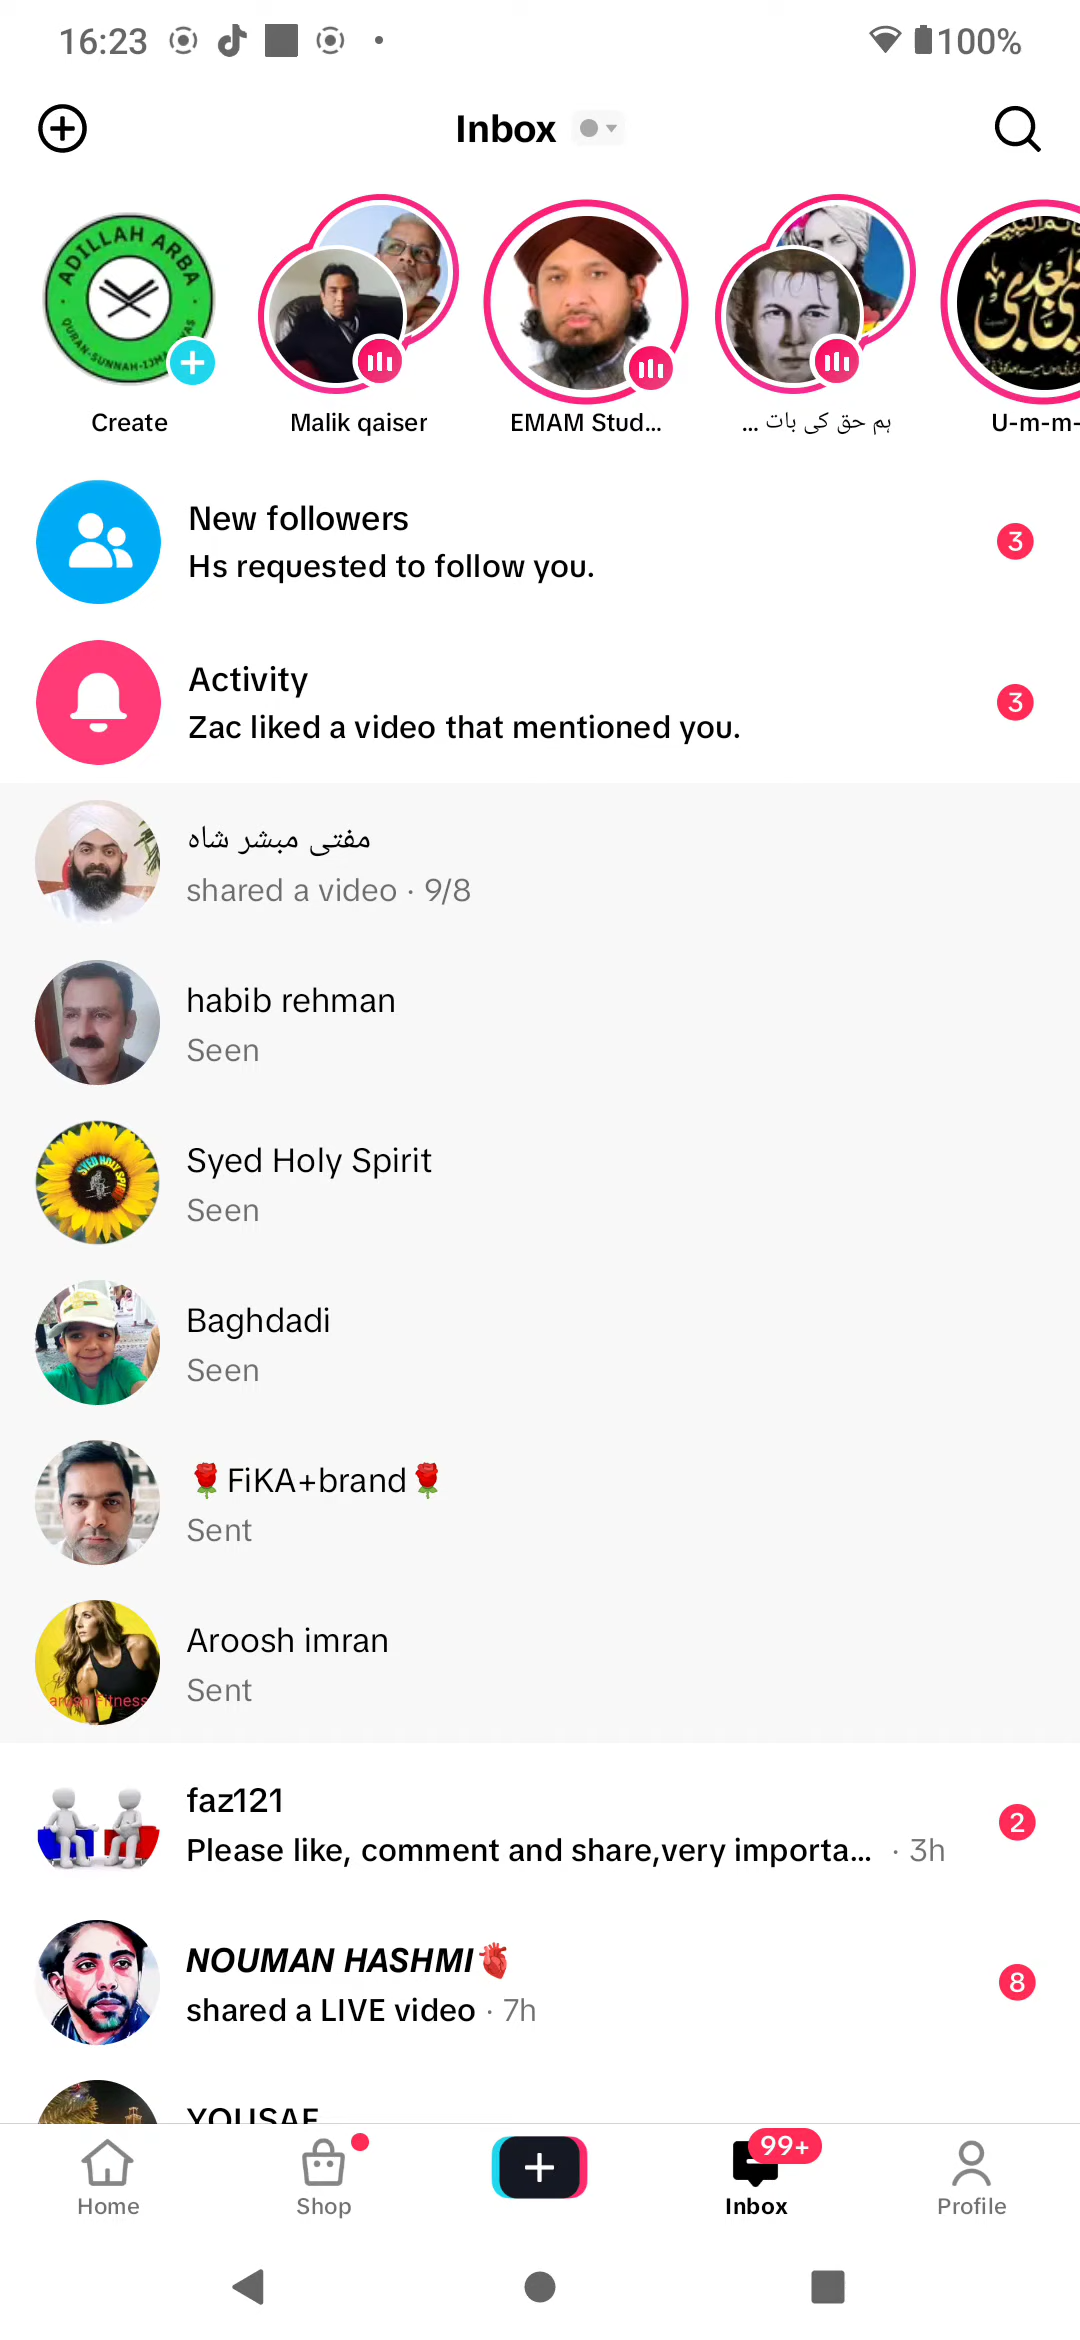 16:23
100%
Inbox
ADILLAH ARBA
Create
Malik qaiser
EMAM Stud...
ہم حق کی بات ...
U-m-m-
New followers
3
Hs requested to follow you.
Activity
3
Zac liked a video that mentioned you.
مفتی مبشر شاہ
shared a video · 9/8
habib rehman
Seen
Syed Holy Spirit
Seen
Baghdadi
Seen
🌹FiKA+brand🌹
Sent
Aroosh imran
Sent
faz121
2
Please like, comment and share,very importa... · 3h
NOUMAN HASHMI🫀
8
shared a LIVE video · 7h
YOUSAF
99+
Home
Shop
Inbox
Profile